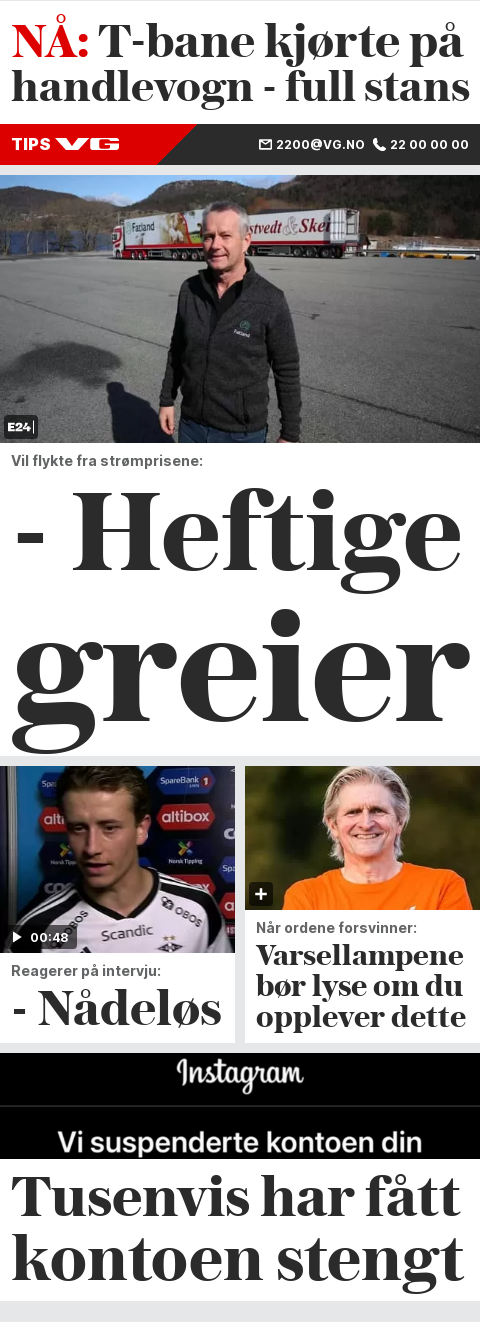 NÅ: T-bane kjørte på
handlevogn - full stans
TIPS VG
2200@VG.NO 22 00 00 00
Fatland
Fatland
E24
Vil flykte fra strømprisene:
- Heftige
greier
SpareBank 1
altibox
Norsk Tipping
OBOS
Scandic
OBOS
00:48
Reagerer på intervju:
- Nådeløs
Når ordene forsvinner:
Varsellampene
bør lyse om du
opplever dette
Instagram
Vi suspenderte kontoen din
Tusenvis har fått
kontoen stengt